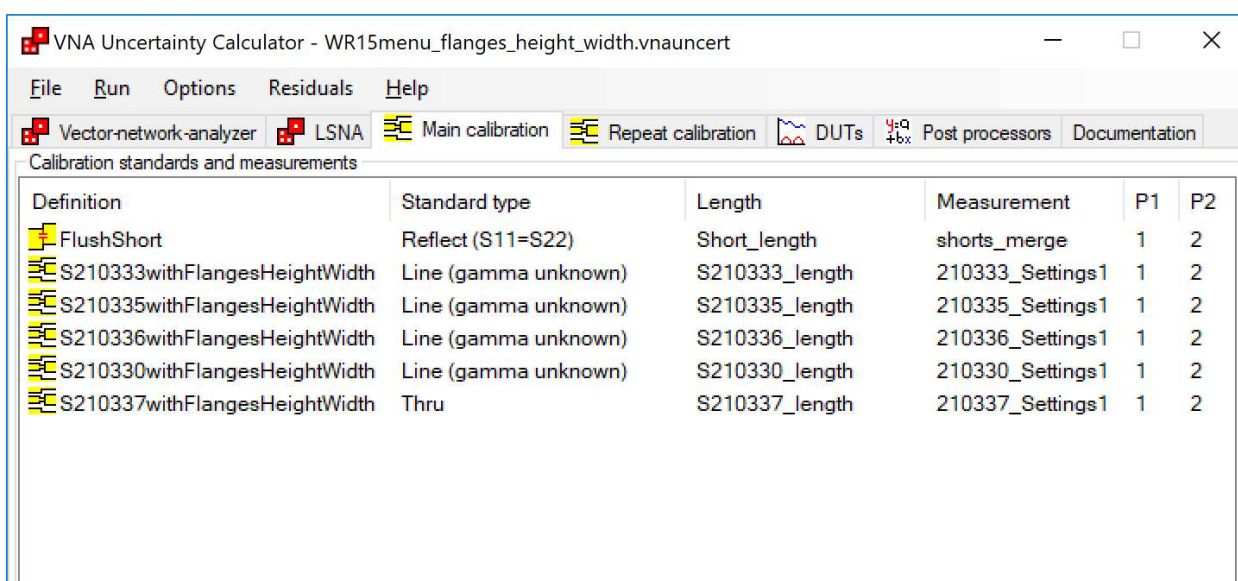 VNA Uncertainty Calculator - WR15menu_flanges_height_width.vnauncert
File Run Options Residuals Help
Vector-network-analyzer LSNA Main calibration Repeat calibration DUTs Post processors Documentation
Calibration standards and measurements
Definition Standard type Length Measurement P1 P2
FlushShort Reflect (S11=S22) Short_length shorts_merge 1 2
S210333withFlangesHeightWidth Line (gamma unknown) S210333_length 210333_Settings1 1 2
S210335withFlangesHeightWidth Line (gamma unknown) S210335_length 210335_Settings1 1 2
S210336withFlangesHeightWidth Line (gamma unknown) S210336_length 210336_Settings1 1 2
S210330withFlangesHeightWidth Line (gamma unknown) S210330_length 210330_Settings1 1 2
S210337withFlangesHeightWidth Thru S210337_length 210337_Settings1 1 2